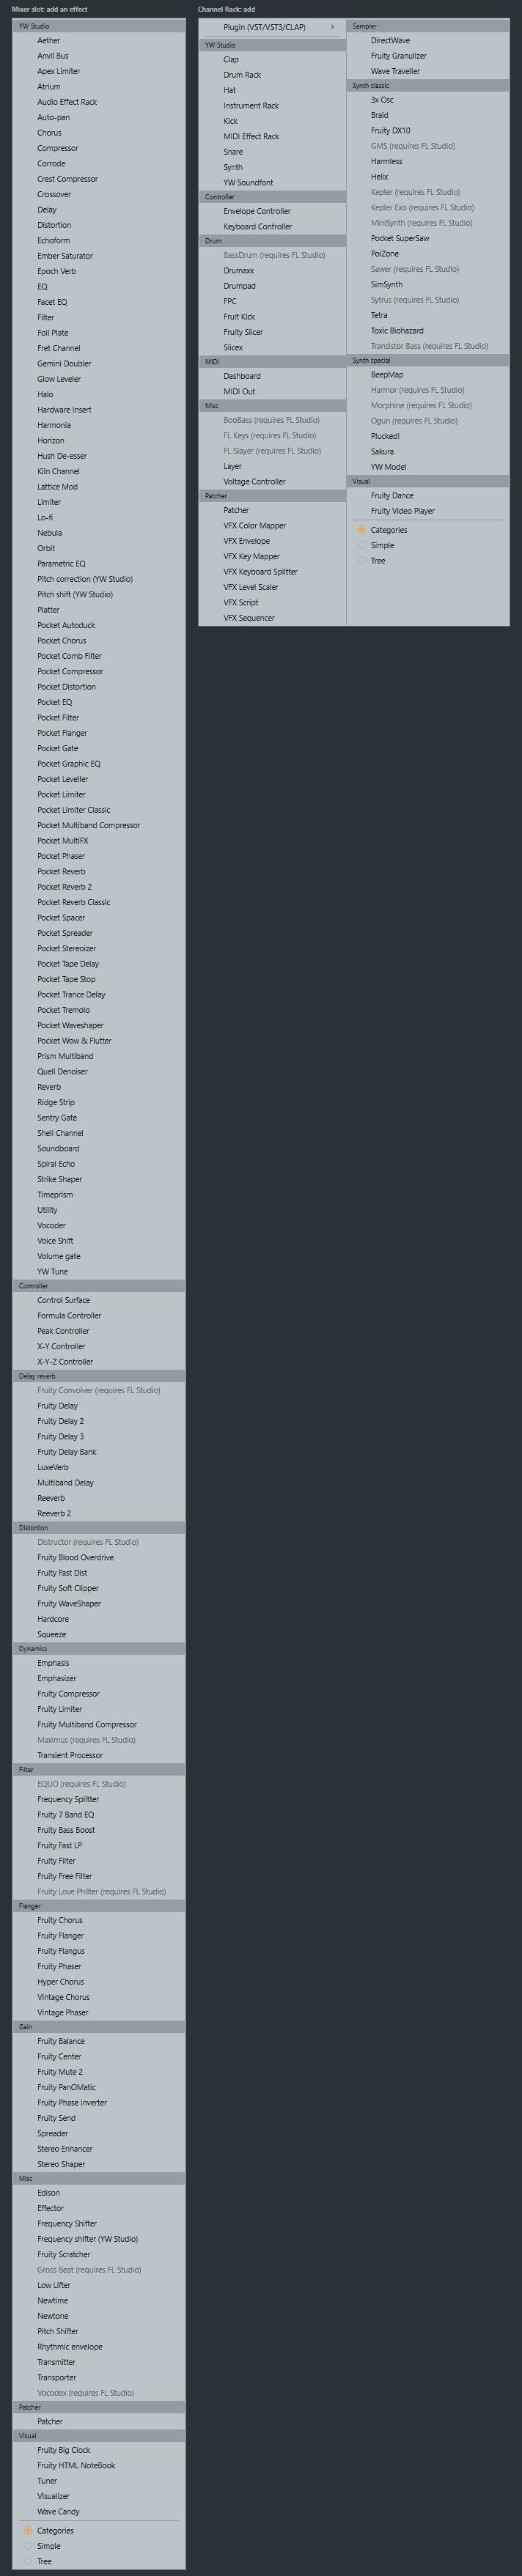 Mixer slot: add an effect
YW Studio
Aether
Anvil Bus
Apex Limiter
Atrium
Audio Effect Rack
Auto-pan
Chorus
Compressor
Corrode
Crest Compressor
Crossover
Delay
Distortion
Echoform
Ember Saturator
Epoch Verb
EQ
Facet EQ
Filter
Foil Plate
Fret Channel
Gemini Doubler
Glow Leveler
Halo
Hardware Insert
Harmonia
Horizon
Hush De-esser
Kiln Channel
Lattice Mod
Limiter
Lo-fi
Nebula
Orbit
Parametric EQ
Pitch correction (YW Studio)
Pitch shift (YW Studio)
Platter
Pocket Autoduck
Pocket Chorus
Pocket Comb Filter
Pocket Compressor
Pocket Distortion
Pocket EQ
Pocket Filter
Pocket Flanger
Pocket Gate
Pocket Graphic EQ
Pocket Leveller
Pocket Limiter
Pocket Limiter Classic
Pocket Multiband Compressor
Pocket MultiFX
Pocket Phaser
Pocket Reverb
Pocket Reverb 2
Pocket Reverb Classic
Pocket Spacer
Pocket Spreader
Pocket Stereoizer
Pocket Tape Delay
Pocket Tape Stop
Pocket Trance Delay
Pocket Tremolo
Pocket Waveshaper
Pocket Wow & Flutter
Prism Multiband
Quell Denoiser
Reverb
Ridge Strip
Sentry Gate
Shell Channel
Soundboard
Spiral Echo
Strike Shaper
Timeprism
Utility
Vocoder
Voice Shift
Volume gate
YW Tune
Controller
Control Surface
Formula Controller
Peak Controller
X-Y Controller
X-Y-Z Controller
Delay reverb
Fruity Convolver (requires FL Studio)
Fruity Delay
Fruity Delay 2
Fruity Delay 3
Fruity Delay Bank
LuxeVerb
Multiband Delay
Reeverb
Reeverb 2
Distortion
Distructor (requires FL Studio)
Fruity Blood Overdrive
Fruity Fast Dist
Fruity Soft Clipper
Fruity WaveShaper
Hardcore
Squeeze
Dynamics
Emphasis
Emphasizer
Fruity Compressor
Fruity Limiter
Fruity Multiband Compressor
Maximus (requires FL Studio)
Transient Processor
Filter
EQUO (requires FL Studio)
Frequency Splitter
Fruity 7 Band EQ
Fruity Bass Boost
Fruity Fast LP
Fruity Filter
Fruity Free Filter
Fruity Love Philter (requires FL Studio)
Flanger
Fruity Chorus
Fruity Flanger
Fruity Flangus
Fruity Phaser
Hyper Chorus
Vintage Chorus
Vintage Phaser
Gain
Fruity Balance
Fruity Center
Fruity Mute 2
Fruity PanOMatic
Fruity Phase Inverter
Fruity Send
Spreader
Stereo Enhancer
Stereo Shaper
Misc
Edison
Effector
Frequency Shifter
Frequency shifter (YW Studio)
Fruity Scratcher
Gross Beat (requires FL Studio)
Low Lifter
Newtime
Newtone
Pitch Shifter
Rhythmic envelope
Transmitter
Transporter
Vocodex (requires FL Studio)
Patcher
Patcher
Visual
Fruity Big Clock
Fruity HTML NoteBook
Tuner
Visualizer
Wave Candy
Categories
Simple
Tree
Channel Rack: add
Plugin (VST/VST3/CLAP)
YW Studio
Clap
Drum Rack
Hat
Instrument Rack
Kick
MIDI Effect Rack
Snare
Synth
YW Soundfont
Controller
Envelope Controller
Keyboard Controller
Drum
BassDrum (requires FL Studio)
Drumaxx
Drumpad
FPC
Fruit Kick
Fruity Slicer
Slicex
MIDI
Dashboard
MIDI Out
Misc
BooBass (requires FL Studio)
FL Keys (requires FL Studio)
FL Slayer (requires FL Studio)
Layer
Voltage Controller
Patcher
Patcher
VFX Color Mapper
VFX Envelope
VFX Key Mapper
VFX Keyboard Splitter
VFX Level Scaler
VFX Script
VFX Sequencer
Sampler
DirectWave
Fruity Granulizer
Wave Traveller
Synth classic
3x Osc
Braid
Fruity DX10
GMS (requires FL Studio)
Harmless
Helix
Kepler (requires FL Studio)
Kepler Exo (requires FL Studio)
MiniSynth (requires FL Studio)
Pocket SuperSaw
PoiZone
Sawer (requires FL Studio)
SimSynth
Sytrus (requires FL Studio)
Tetra
Toxic Biohazard
Transistor Bass (requires FL Studio)
Synth special
BeepMap
Harmor (requires FL Studio)
Morphine (requires FL Studio)
Ogun (requires FL Studio)
Plucked!
Sakura
YW Model
Visual
Fruity Dance
Fruity Video Player
Categories
Simple
Tree